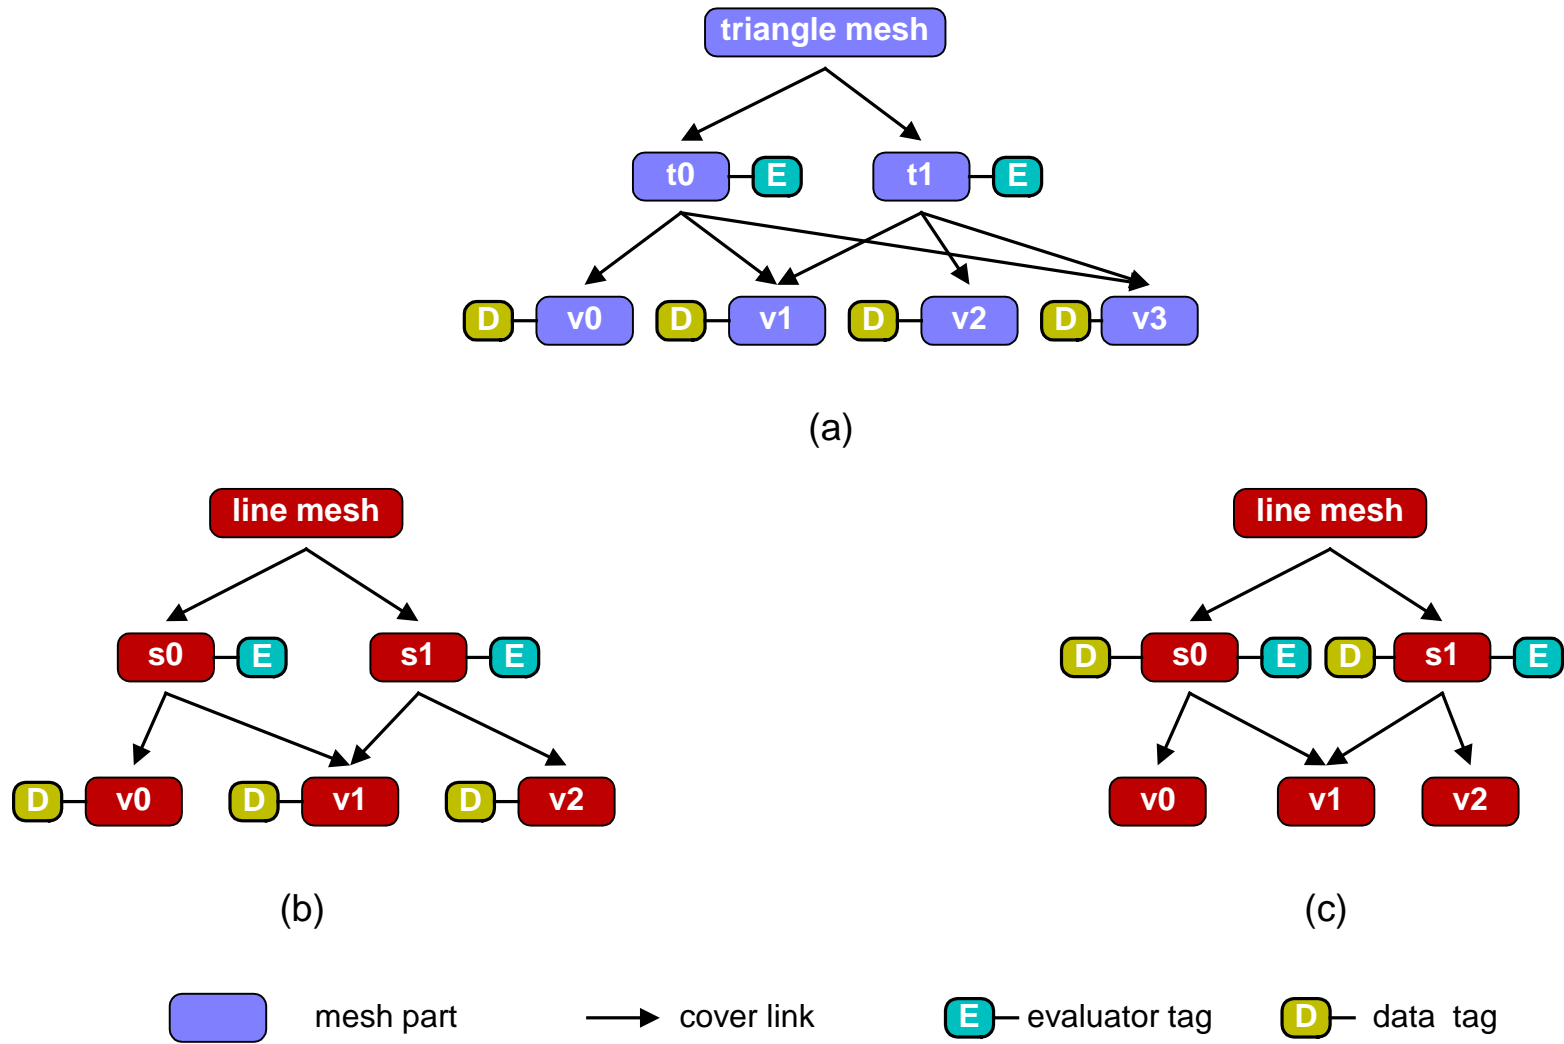 triangle mesh
t0 E t1 E
D v0 D v1 D v2 D v3
(a)
line mesh
s0 E s1 E
D v0 D v1 D v2
(b)
line mesh
D s0 E D s1 E
v0 v1 v2
(c)
mesh part
cover link
E evaluator tag
D data tag